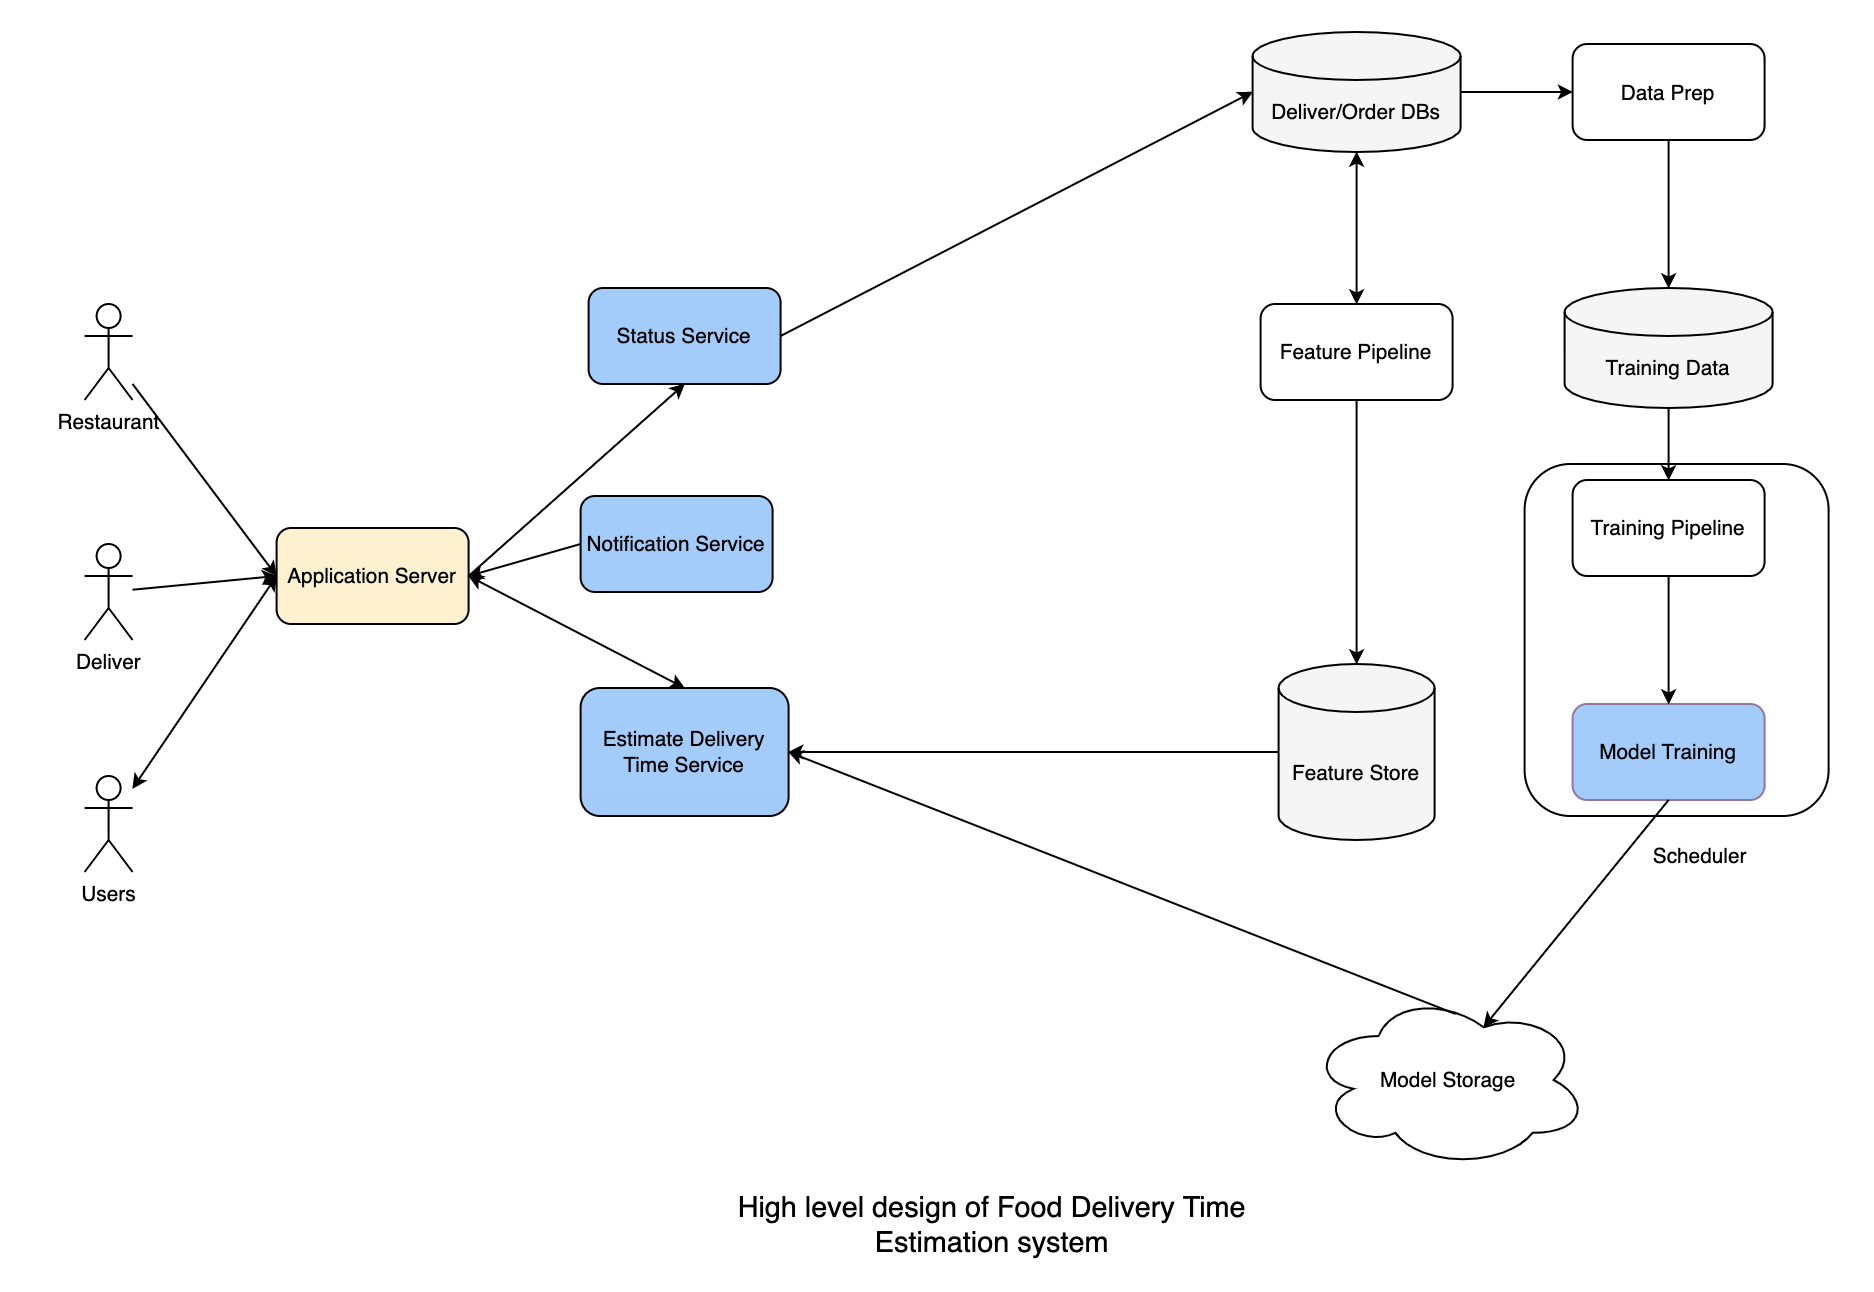 Deliver/Order DBs
Data Prep
Status Service
Feature Pipeline
Training Data
Restaurant
Notification Service
Training Pipeline
Application Server
Deliver
Estimate Delivery
Time Service
Feature Store
Model Training
Scheduler
Users
Model Storage
High level design of Food Delivery Time
Estimation system